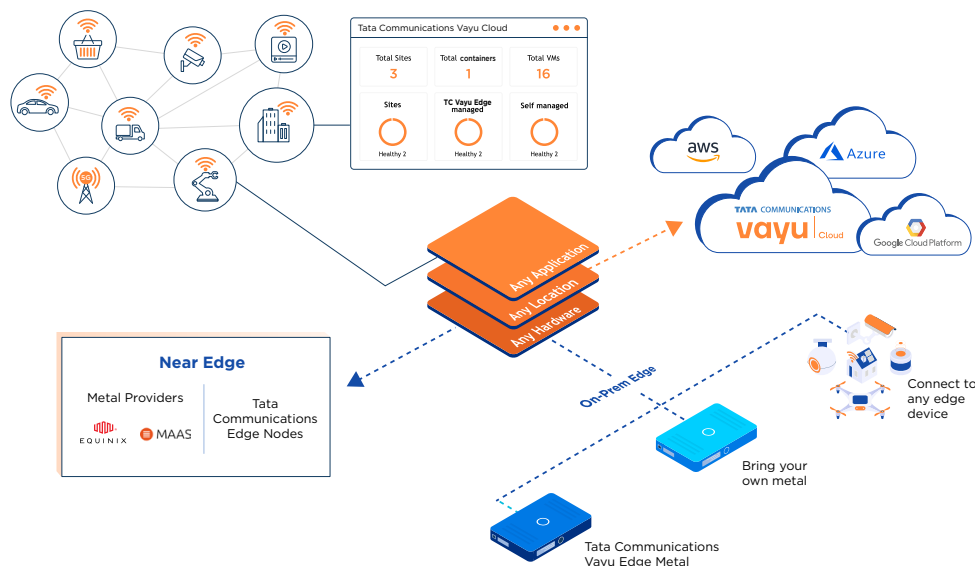 Tata Communications Vayu Cloud
Total Sites
3
Total containers
1
Total VMs
16
Sites
Healthy 2
TC Vayu Edge
managed
Healthy 2
Self managed
Healthy 2
5G
aws
Azure
TATA COMMUNICATIONS
vayu
Cloud
Google Cloud Platform
Any Application
Any Location
Any Hardware
Near Edge
Metal Providers
EQUINIX
MAAS
Tata
Communications
Edge Nodes
On-Prem Edge
Connect to
any edge
device
Bring your
own metal
Tata Communications
Vayu Edge Metal